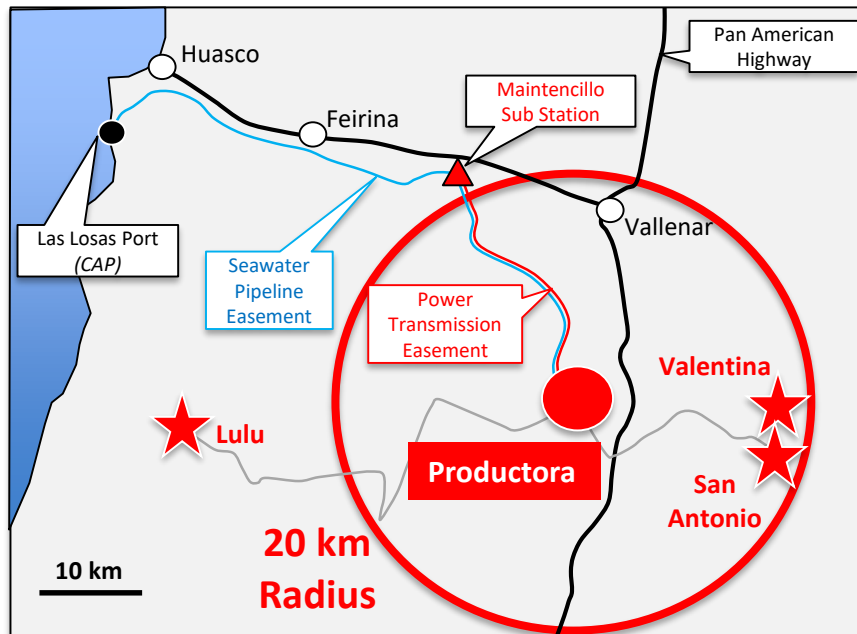 Pan American
Highway
Huasco
Maintencillo
Sub Station
Feirina
Las Losas Port
(CAP)
Vallenar
Seawater
Pipeline
Easement
Power
Transmission
Easement
Valentina
Lulu
Productora
San
Antonio
20 km
Radius
10 km